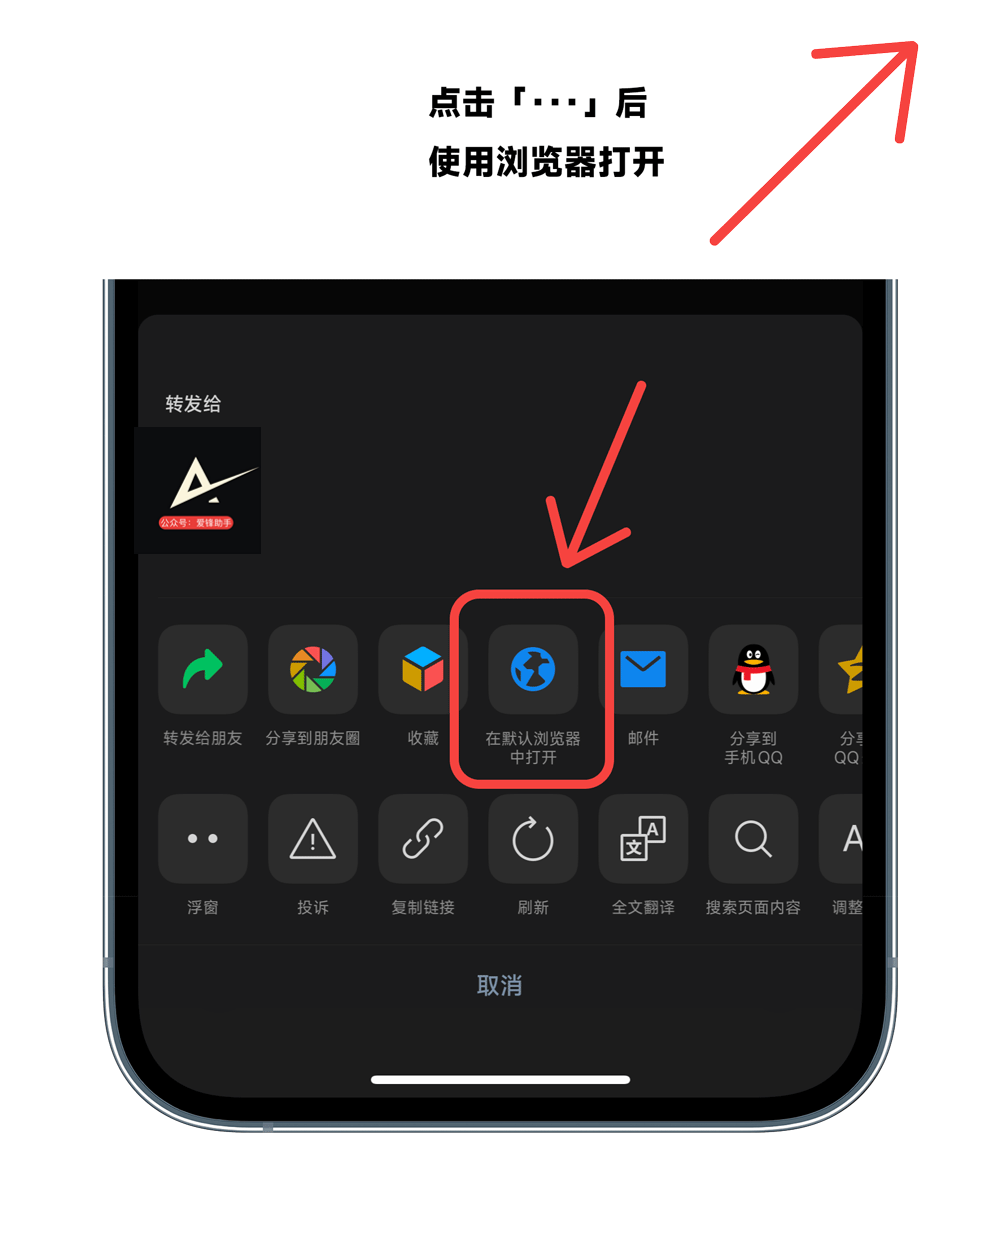 点击「···」后
使用浏览器打开
转发给
公众号：爱锋助手
转发给朋友
分享到朋友圈
收藏
在默认浏览器
中打开
邮件
分享到
手机QQ
分享
QQ
浮窗
投诉
复制链接
刷新
文 A
全文翻译
搜索页面内容
A
调整
取消